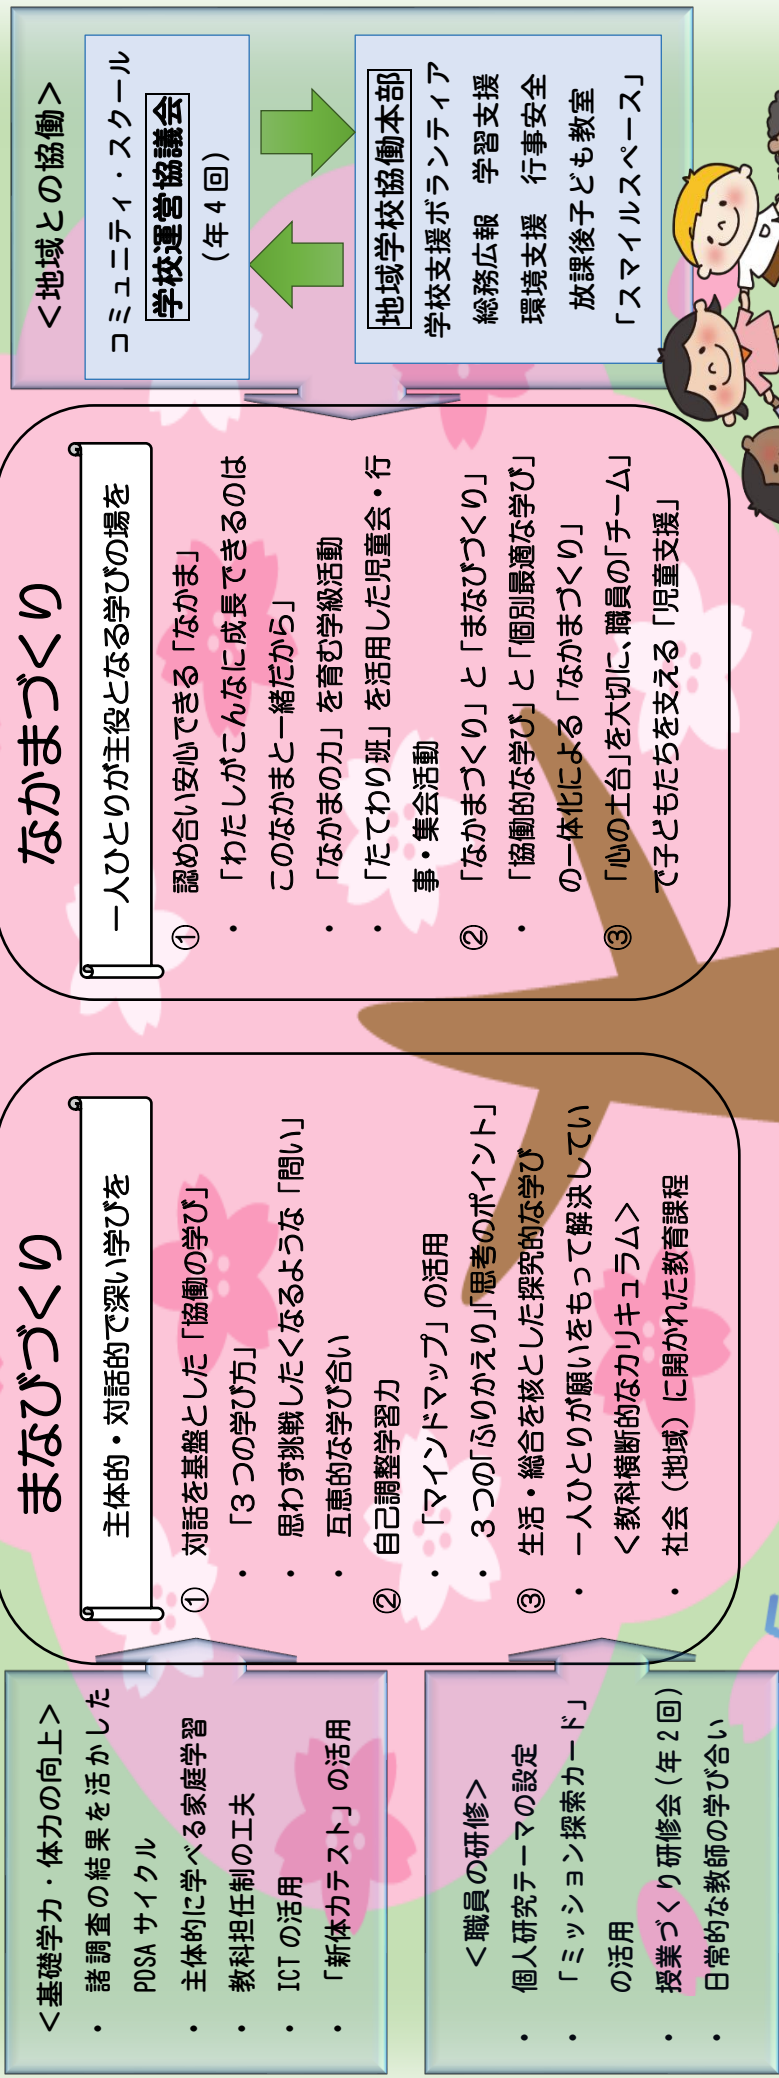 ＜基礎学力・体力の向上＞
・ 諸調査の結果を活かした
PDSA サイクル
・ 主体的に学べる家庭学習
・ 教科担任制の工夫
・ ICT の活用
・ 「新体力テスト」の活用
＜職員の研修＞
・ 個人研究テーマの設定
・ 「ミッション探索カード」
の活用
・ 授業づくり研修会（年２回）
・ 日常的な教師の学び合い
まなびづくり
主体的・対話的で深い学びを
① 対話を基盤とした「協働の学び」
・ 「３つの学び方」
・ 思わず挑戦したくなるような「問い」
・ 互恵的な学び合い
② 自己調整学習力
・ 「マインドマップ」の活用
・ ３つの「ふりかえり」「思考のポイント」
③ 生活・総合を核とした探究的な学び
・ 一人ひとりが願いをもって解決してい
＜教科横断的なカリキュラム＞
・ 社会（地域）に開かれた教育課程
なかまづくり
一人ひとりが主役となる学びの場を
① 認め合い安心できる「なかま」
・ 「わたしがこんなに成長できるのは
このなかまと一緒だから」
・ 「なかまの力」を育む学級活動
・ 「たてわり班」を活用した児童会・行
事・集会活動
② 「なかまづくり」と「まなびづくり」
・ 「協働的な学び」と「個別最適な学び」
の一体化による「なかまづくり」
③ 「心の土台」を大切に、職員の「チーム」
で子どもたちを支える「児童支援」
＜地域との協働＞
コミュニティ・スクール
学校運営協議会
（年４回）
地域学校協働本部
学校支援ボランティア
総務広報 学習支援
環境支援 行事安全
放課後子ども教室
「スマイルスペース」